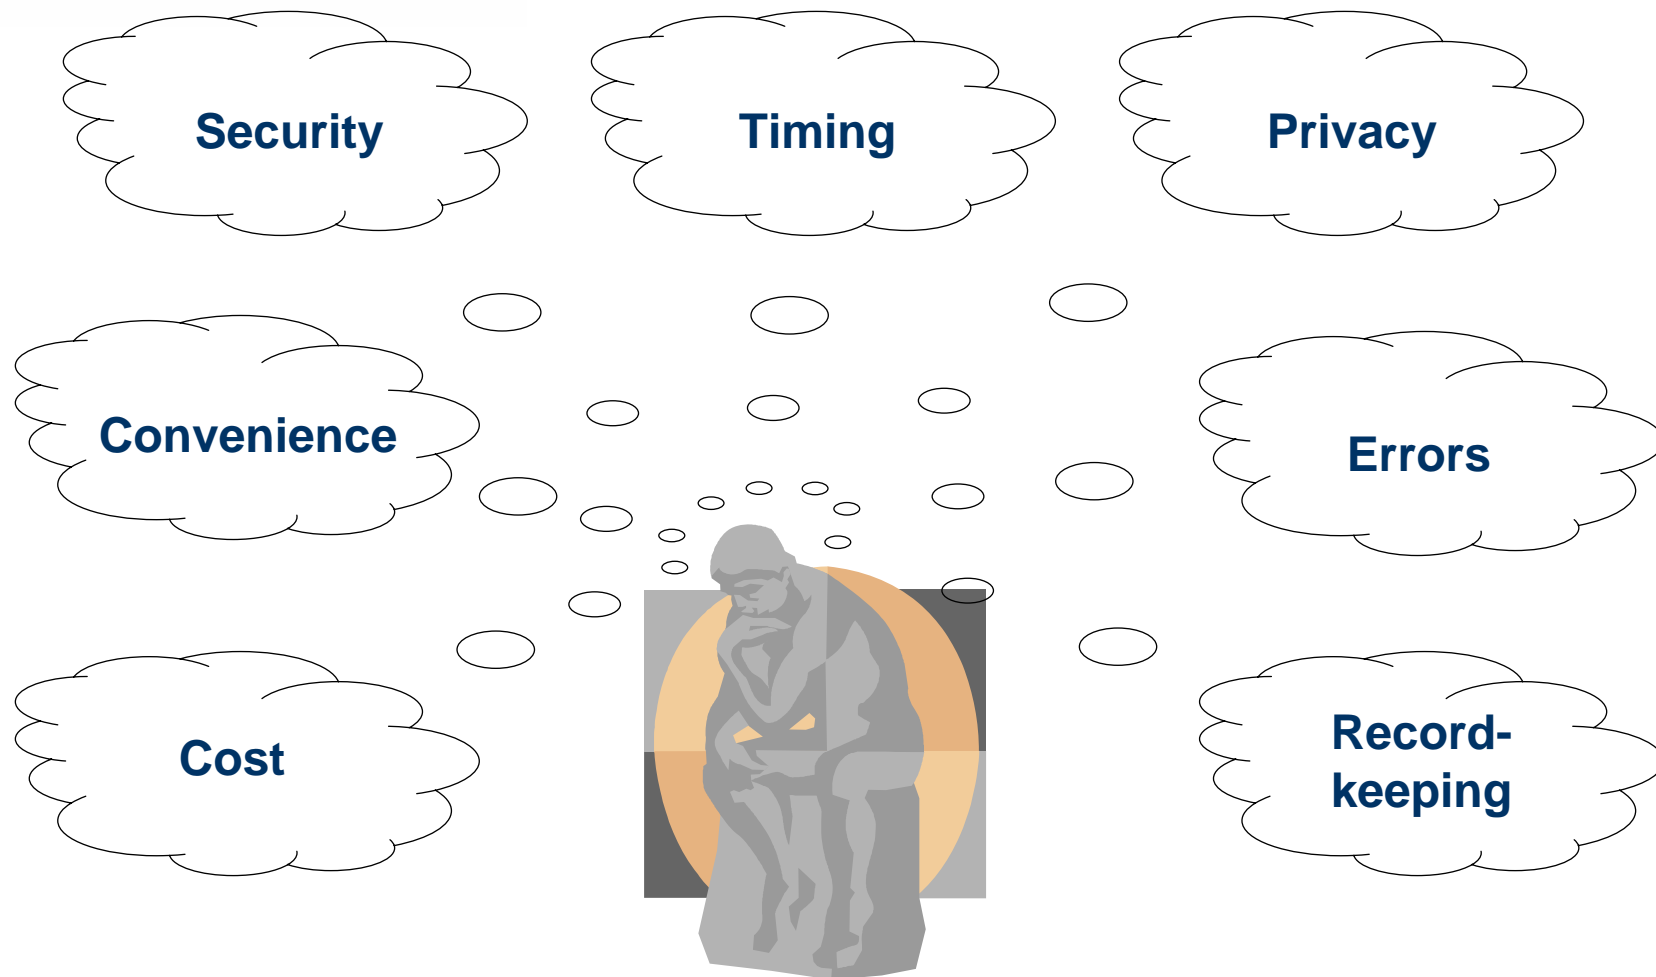 Security
Timing
Privacy
Convenience
Errors
Cost
Record-
keeping